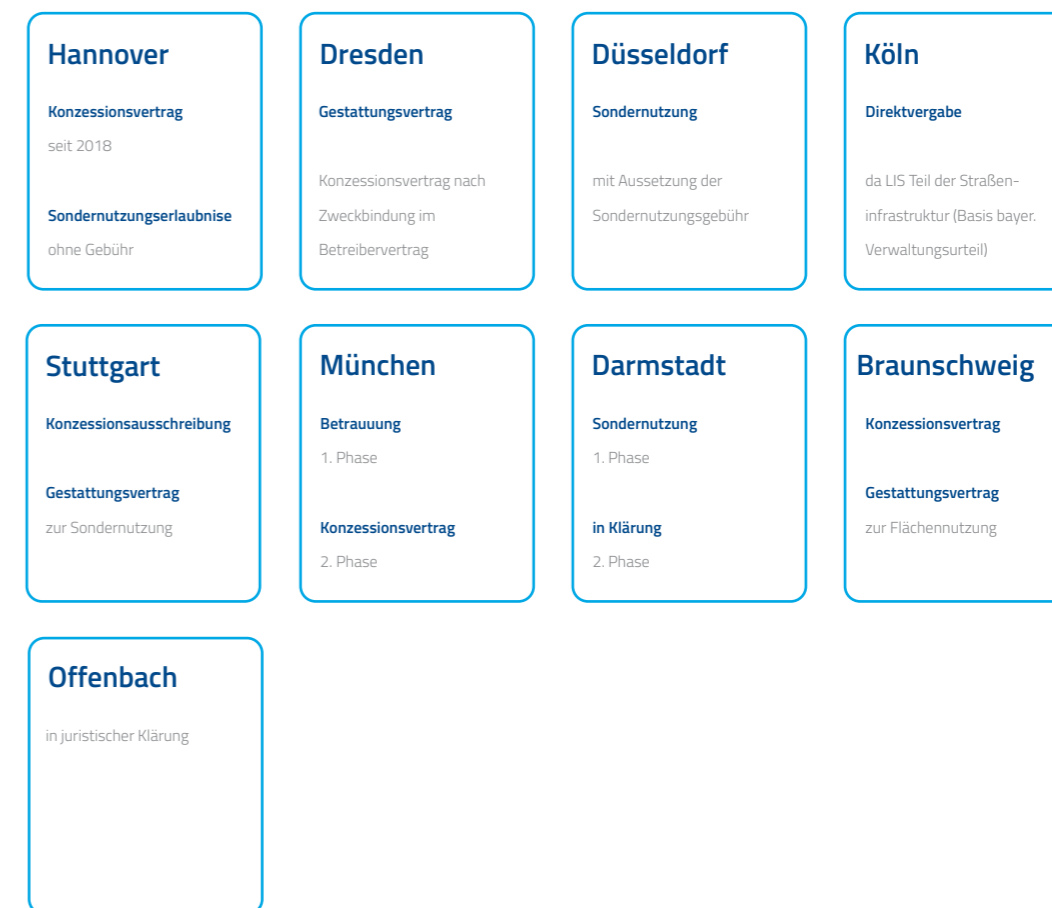 Hannover
Konzessionsvertrag
seit 2018
Sondernutzungserlaubnise
ohne Gebühr
Dresden
Gestattungsvertrag
Konzessionsvertrag nach
Zweckbindung im
Betreibervertrag
Düsseldorf
Sondernutzung
mit Aussetzung der
Sondernutzungsgebühr
Köln
Direktvergabe
da LIS Teil der Straßen-
infrastruktur (Basis bayer.
Verwaltungsurteil)
Stuttgart
Konzessionsausschreibung
Gestattungsvertrag
zur Sondernutzung
München
Betrauuung
1. Phase
Konzessionsvertrag
2. Phase
Darmstadt
Sondernutzung
1. Phase
in Klärung
2. Phase
Braunschweig
Konzessionsvertrag
Gestattungsvertrag
zur Flächennutzung
Offenbach
in juristischer Klärung